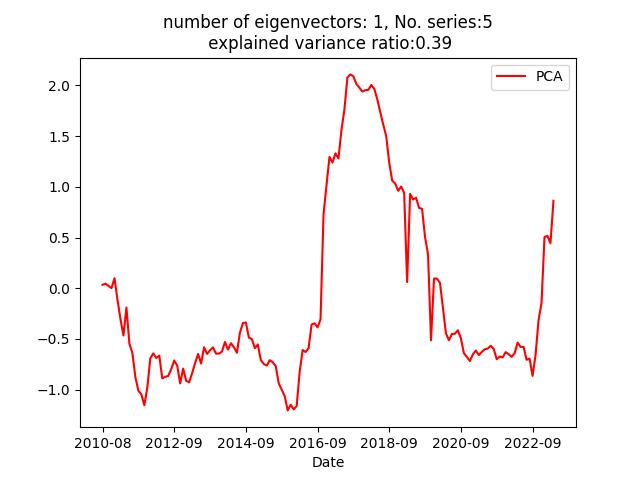 number of eigenvectors: 1, No. series:5
explained variance ratio:0.39
PCA
2.0
1.5
1.0
0.5
0.0
−0.5
−1.0
2010-08 2012-09 2014-09 2016-09 2018-09 2020-09 2022-09
Date